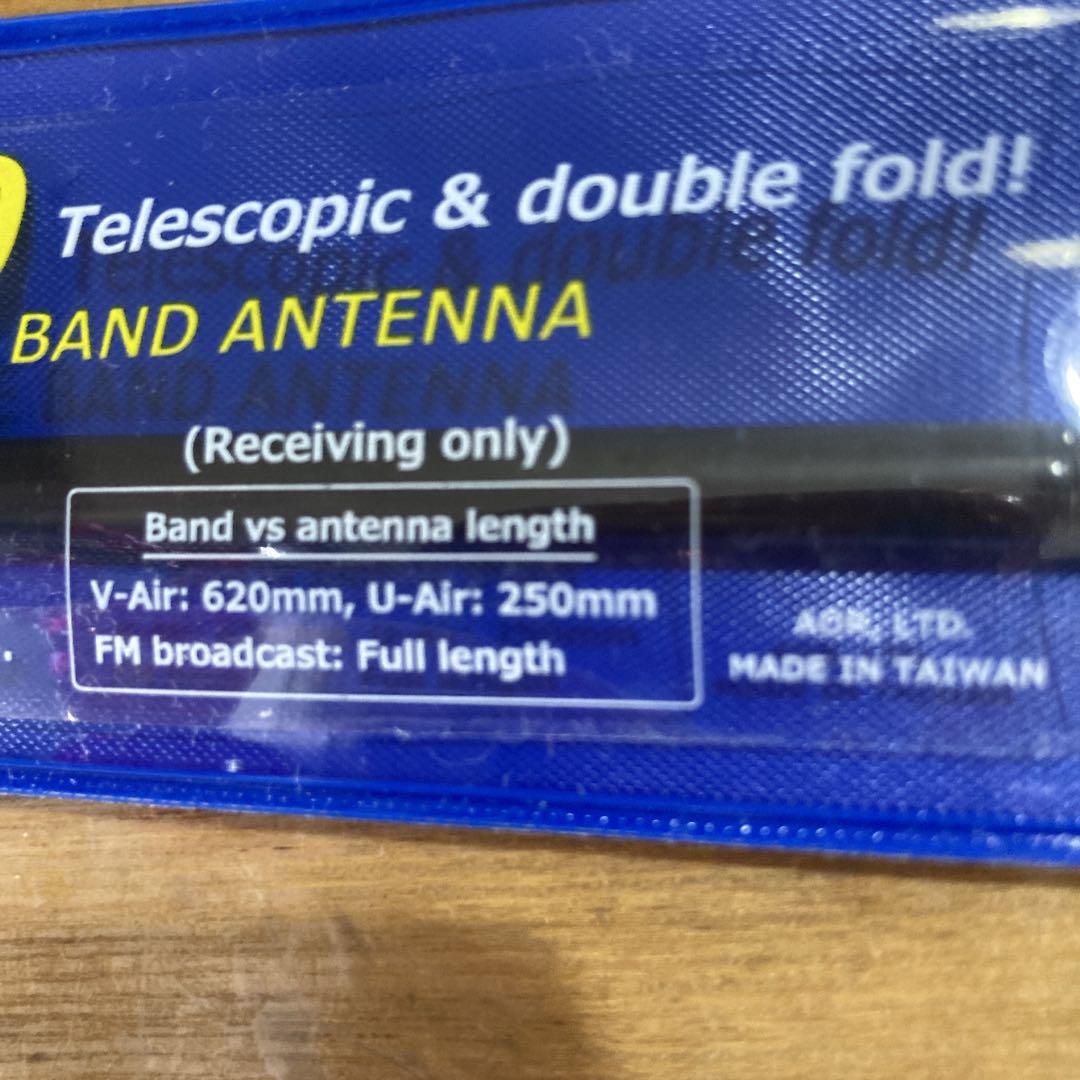 Telescopic & double fold!
BAND ANTENNA
(Receiving only)
Band vs antenna length
V-Air: 620mm, U-Air: 250mm
FM broadcast: Full length
AOR, LTD.
MADE IN TAIWAN